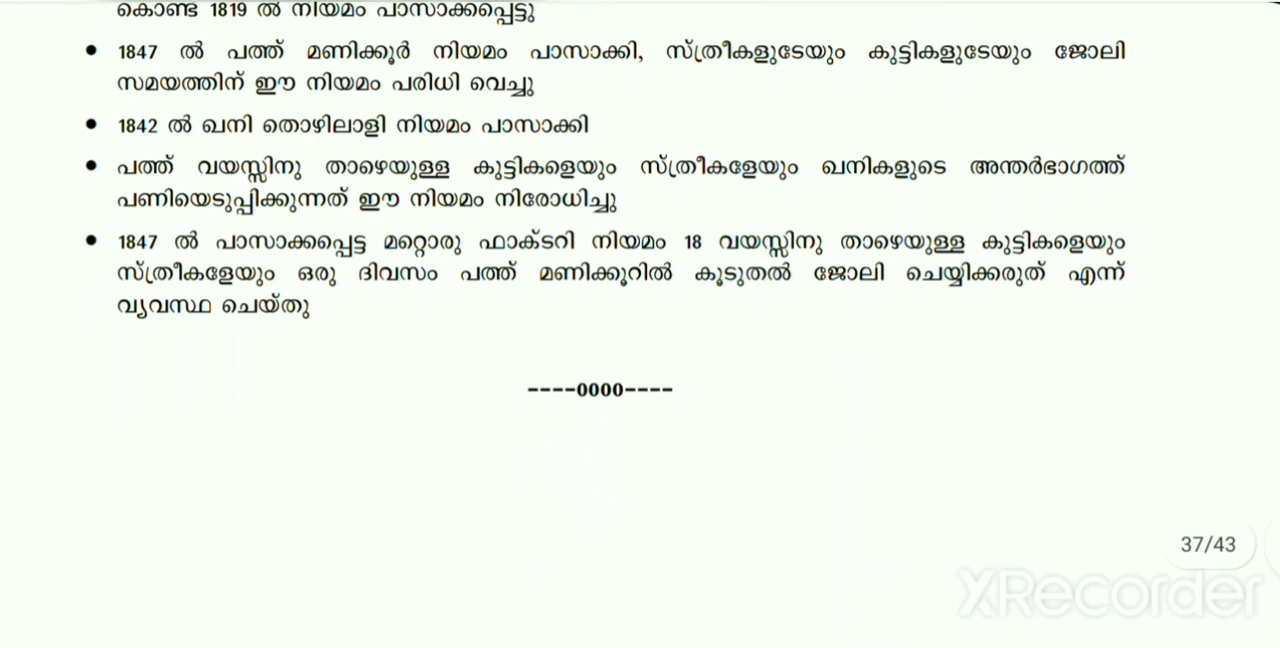 കൊണ്ട 1819 ൽ നിയമം പാസാക്കപ്പെട്ടു
● 1847 ൽ പത്ത് മണിക്കൂർ നിയമം പാസാക്കി, സ്ത്രീകളുടേയും കുട്ടികളുടേയും ജോലി
സമയത്തിന് ഈ നിയമം പരിധി വെച്ചു
● 1842 ൽ ഖനി തൊഴിലാളി നിയമം പാസാക്കി
● പത്ത് വയസ്സിനു താഴെയുള്ള കുട്ടികളെയും സ്ത്രീകളേയും ഖനികളുടെ അന്തർഭാഗത്ത്
പണിയെടുപ്പിക്കുന്നത് ഈ നിയമം നിരോധിച്ചു
● 1847 ൽ പാസാക്കപ്പെട്ട മറ്റൊരു ഫാക്ടറി നിയമം 18 വയസ്സിനു താഴെയുള്ള കുട്ടികളെയും
സ്ത്രീകളേയും ഒരു ദിവസം പത്ത് മണിക്കൂറിൽ കൂടുതൽ ജോലി ചെയ്യിക്കരുത് എന്ന്
വ്യവസ്ഥ ചെയ്തു
----0000----
37/43
XRecorder